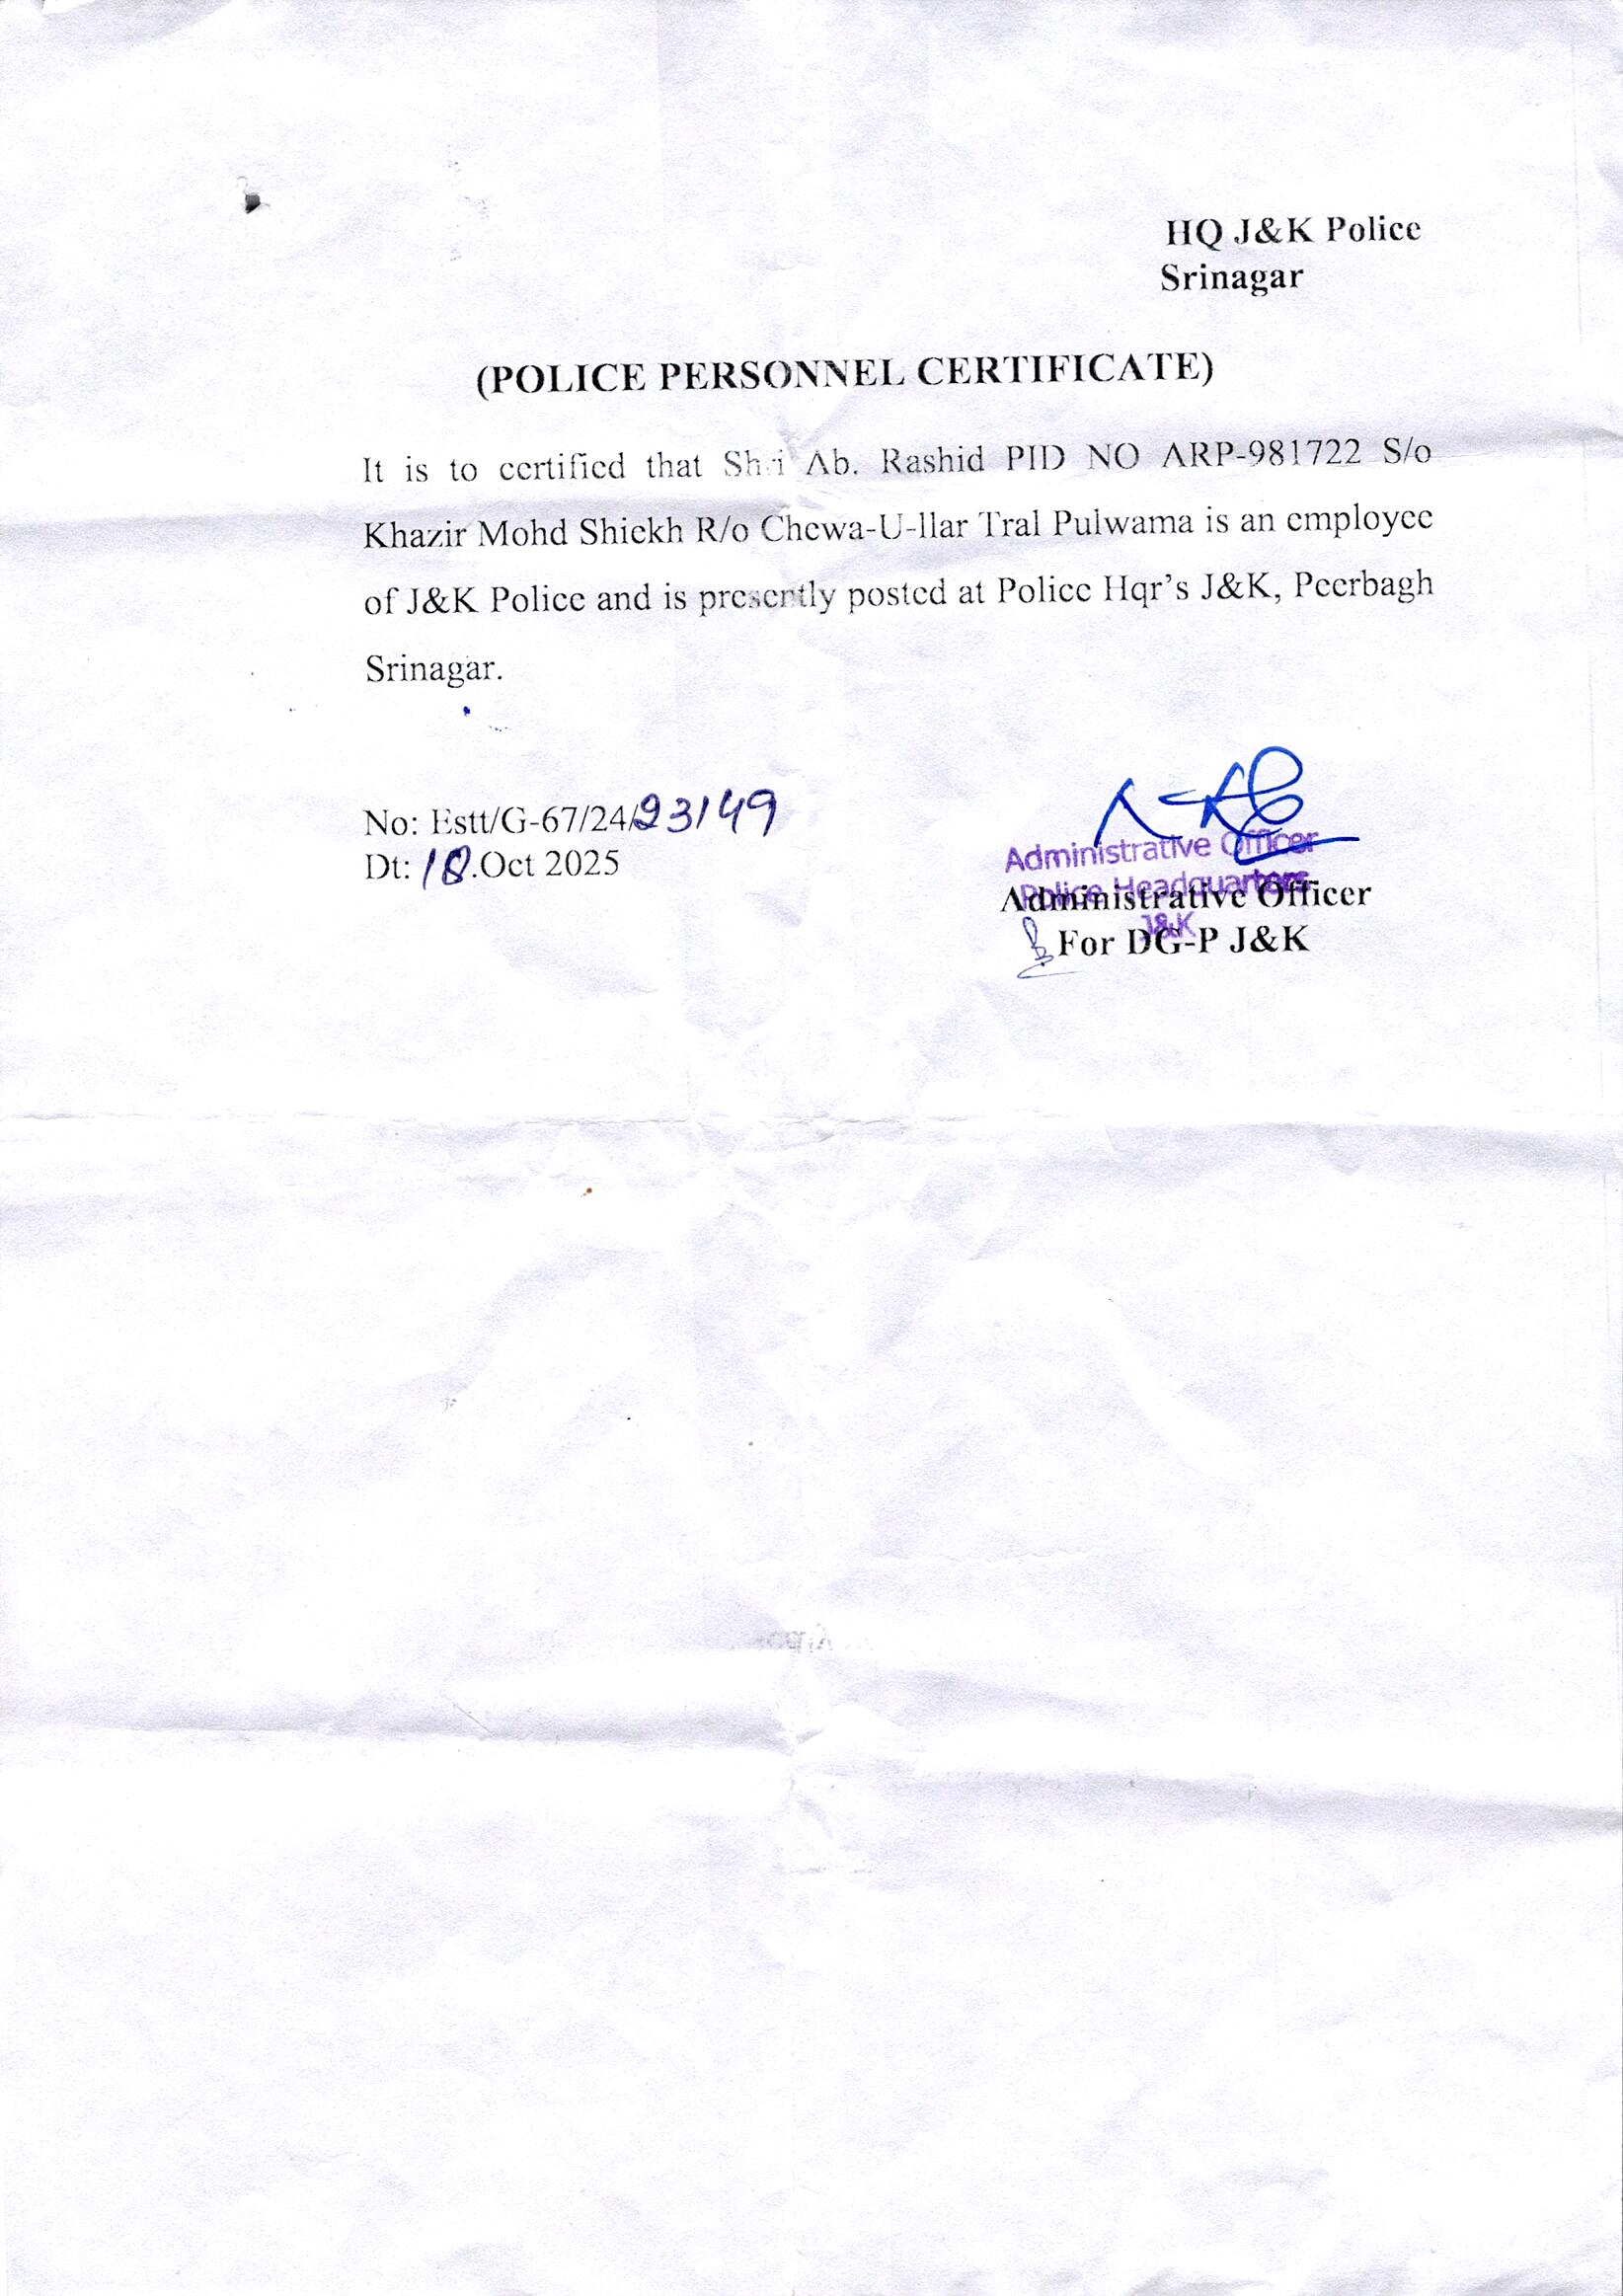 HQ J&K Police
Srinagar
(POLICE PERSONNEL CERTIFICATE)
It is to certified that Shri Ab. Rashid PID NO ARP-981722 S/o
Khazir Mohd Shiekh R/o Chewa-U-llar Tral Pulwama is an employee
of J&K Police and is presently posted at Police Hqr's J&K, Peerbagh
Srinagar.
No: Estt/G-67/24/23149
Dt: 18.Oct 2025
Administrative Officer
Police Headquarters
J&K
Administrative Officer
For DG-P J&K